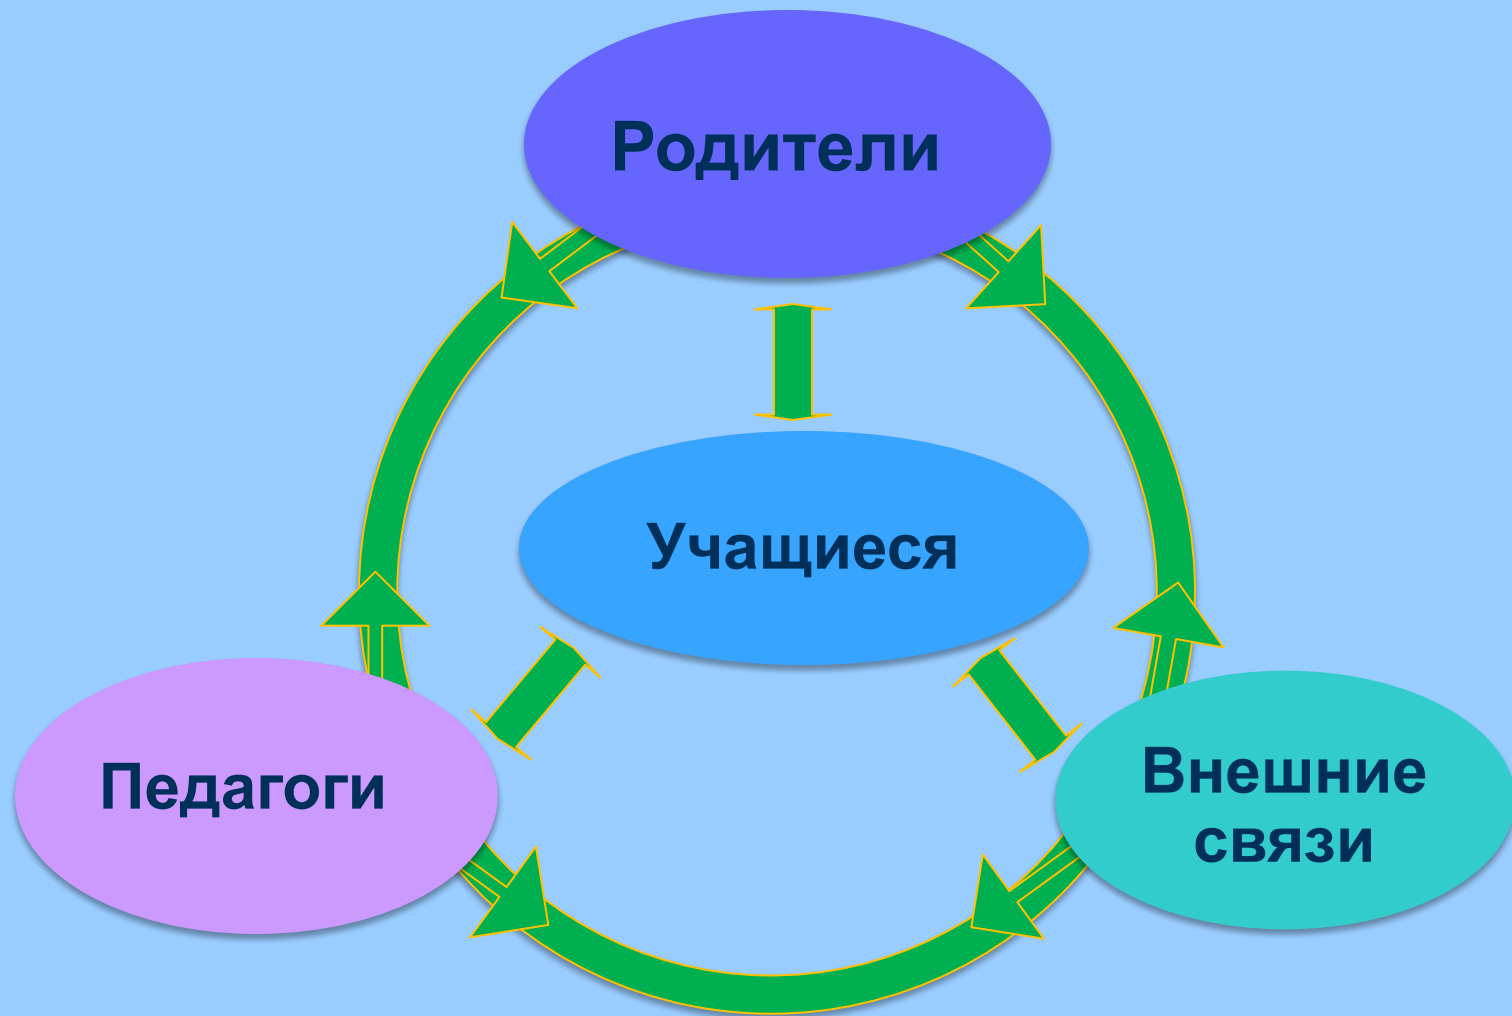 Родители
Учащиеся
Педагоги
Внешние
связи